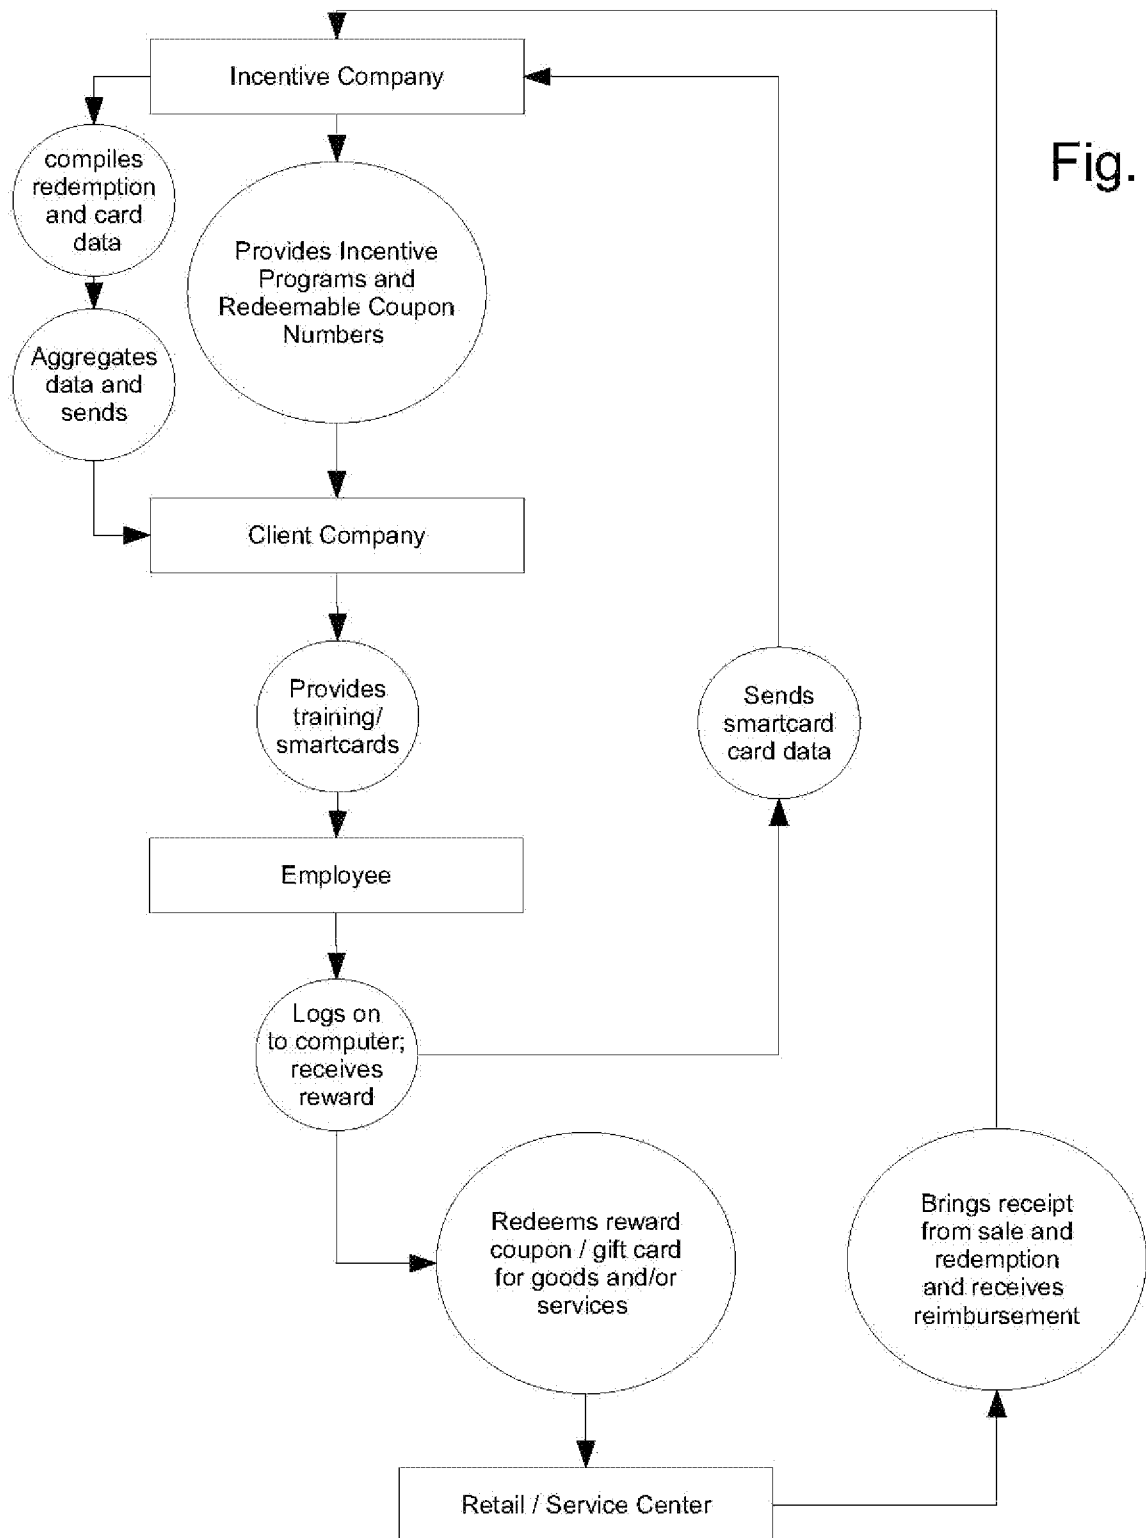 Incentive Company
Fig.
compiles
redemption
and card
data
Provides Incentive
Programs and
Redeemable Coupon
Numbers
Aggregates
data and
sends
Client Company
Provides
training/
smartcards
Sends
smartcard
card data
Employee
Logs on
to computer;
receives
reward
Redeems reward
coupon / gift card
for goods and/or
services
Brings receipt
from sale and
redemption
and receives
reimbursement
Retail / Service Center